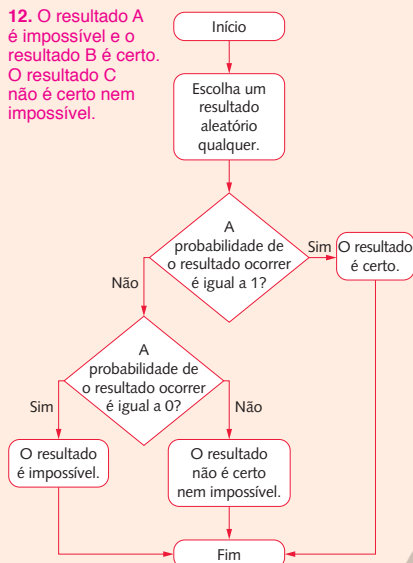 12. O resultado A
é impossível e o
resultado B é certo.
O resultado C
não é certo nem
impossível.
Início
Escolha um
resultado
aleatório
qualquer.
A
probabilidade de
o resultado ocorrer
é igual a 1?
Sim
O resultado
é certo.
Não
A
probabilidade de
o resultado ocorrer
é igual a 0?
Sim
Não
O resultado
é impossível.
O resultado
não é certo
nem impossível.
Fim